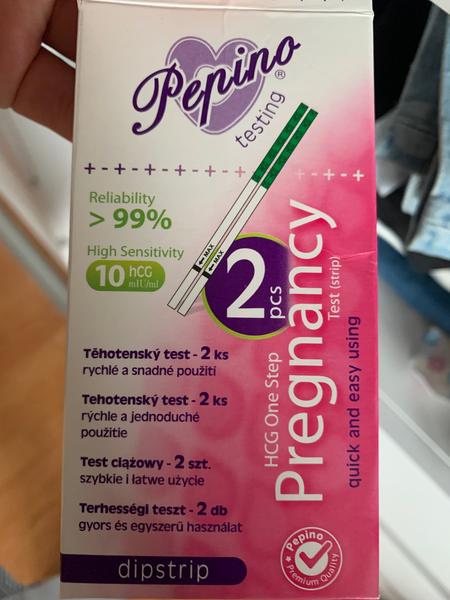 Pepino®
testing
+-+-+-+-+
Reliability
> 99%
High Sensitivity
10 hCG
mIU/ml
← MAX
← MAX
2 pcs
HCG One Step
Pregnancy
Test (strip)
quick and easy using
Těhotenský test - 2 ks
rychlé a snadné použití
Tehotenský test - 2 ks
rýchle a jednoduché
použitie
Test ciążowy - 2 szt.
szybkie i łatwe użycie
Terhességi teszt - 2 db
gyors és egyszerű használat
dipstrip
Pepino
Premium Quality